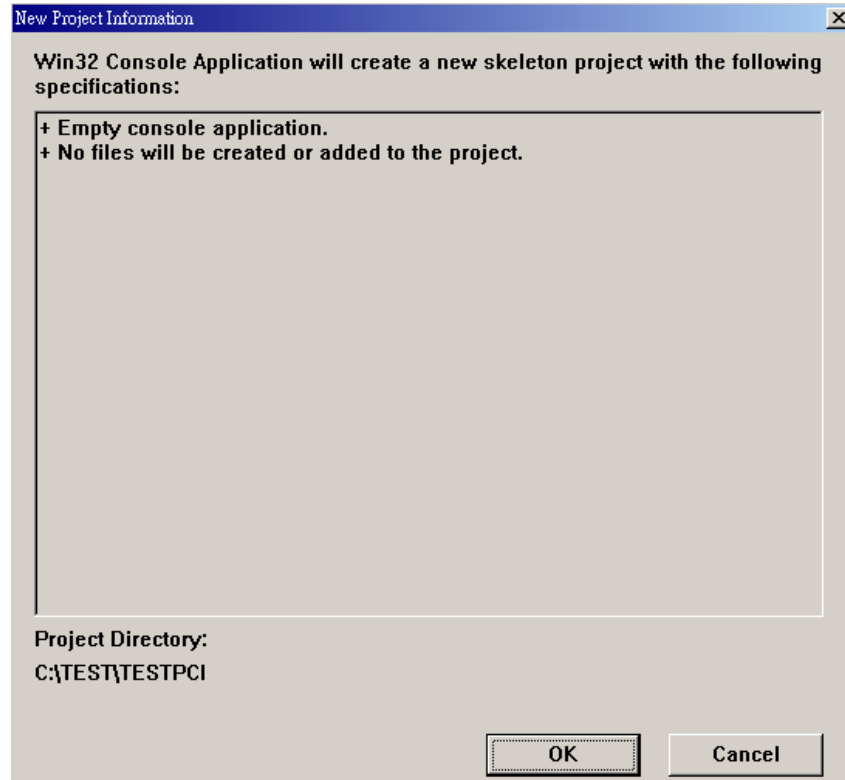 New Project Information
Win32 Console Application will create a new skeleton project with the following
specifications:
+ Empty console application.
+ No files will be created or added to the project.
Project Directory:
C:\TEST\TESTPCI
OK
Cancel